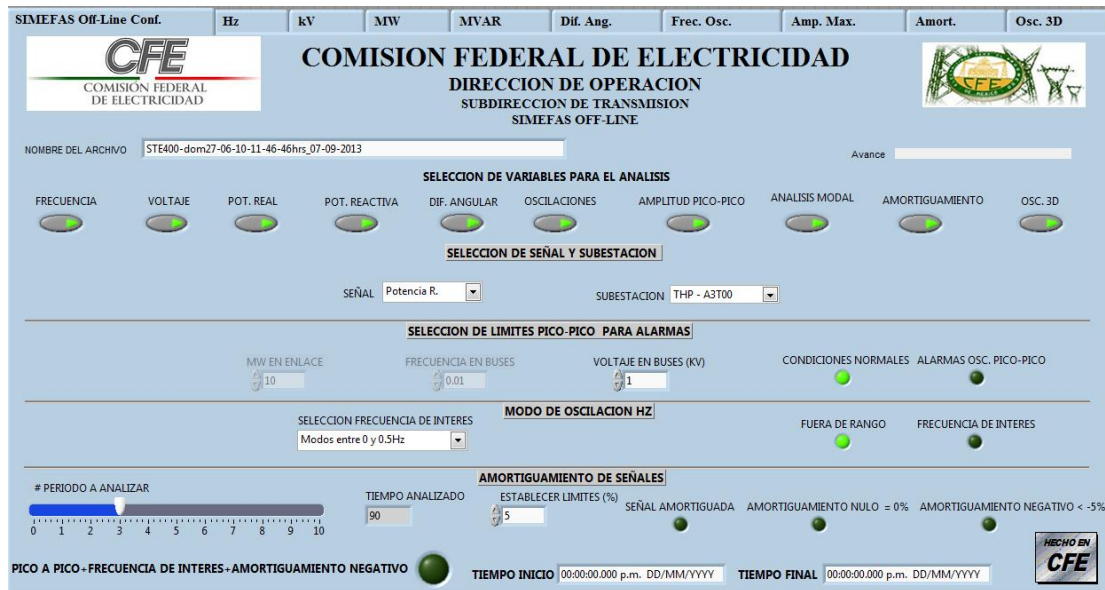 SIMEFAS Off-Line Conf. Hz kV MW MVAR Dif. Ang. Frec. Osc. Amp. Max. Amort. Osc. 3D
CFE
COMISIÓN FEDERAL
DE ELECTRICIDAD
COMISION FEDERAL DE ELECTRICIDAD
DIRECCION DE OPERACION
SUBDIRECCION DE TRANSMISION
SIMEFAS OFF-LINE
CFE
NOMBRE DEL ARCHIVO STE400-dom27-06-10-11-46-46hrs_07-09-2013 Avance
SELECCION DE VARIABLES PARA EL ANALISIS
FRECUENCIA VOLTAJE POT. REAL POT. REACTIVA DIF. ANGULAR OSCILACIONES AMPLITUD PICO-PICO ANALISIS MODAL AMORTIGUAMIENTO OSC. 3D
SELECCION DE SEÑAL Y SUBESTACION
SEÑAL Potencia R. SUBESTACION THP - A3T00
SELECCION DE LIMITES PICO-PICO PARA ALARMAS
MW EN ENLACE FRECUENCIA EN BUSES VOLTAJE EN BUSES (KV) CONDICIONES NORMALES ALARMAS OSC. PICO-PICO
10 0.01 1
MODO DE OSCILACION HZ
SELECCION FRECUENCIA DE INTERES FUERA DE RANGO FRECUENCIA DE INTERES
Modos entre 0 y 0.5Hz
AMORTIGUAMIENTO DE SEÑALES
# PERIODO A ANALIZAR TIEMPO ANALIZADO ESTABLECER LIMITES (%) SEÑAL AMORTIGUADA AMORTIGUAMIENTO NULO = 0% AMORTIGUAMIENTO NEGATIVO < -5%
90 5
0 1 2 3 4 5 6 7 8 9 10
HECHO EN
CFE
PICO A PICO+FRECUENCIA DE INTERES+AMORTIGUAMIENTO NEGATIVO TIEMPO INICIO 00:00:00.000 p.m. DD/MM/YYYY TIEMPO FINAL 00:00:00.000 p.m. DD/MM/YYYY